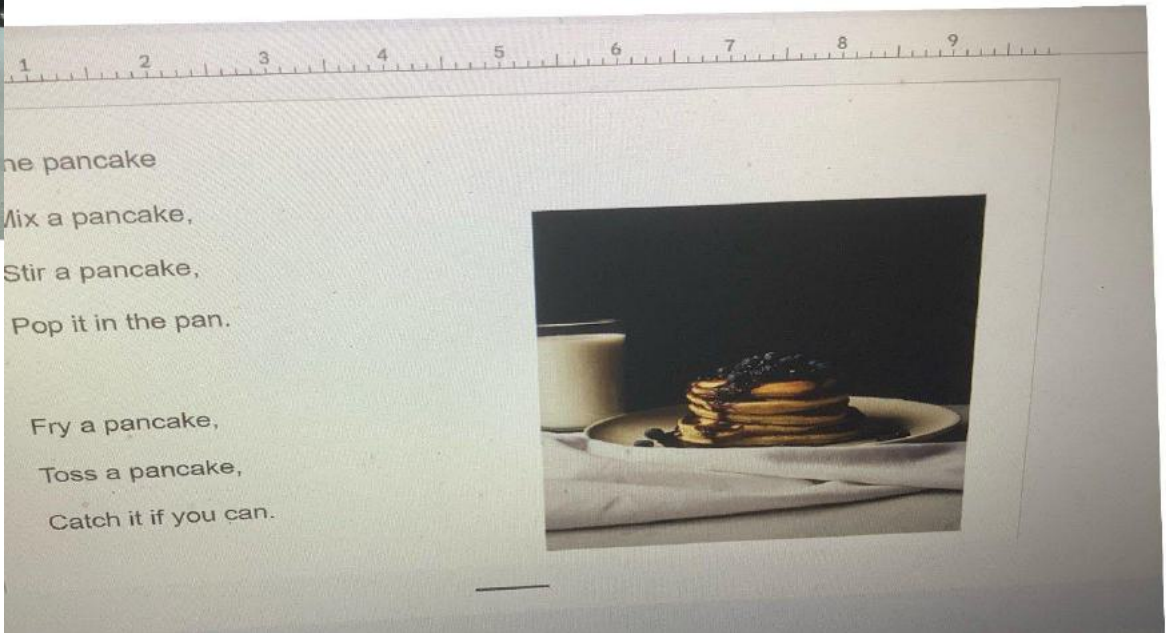 1 2 3 4 5 6 7 8 9
pancake
a pancake,
Stir a pancake,
Pop it in the pan.
Fry a pancake,
Toss a pancake,
Catch it if you can.